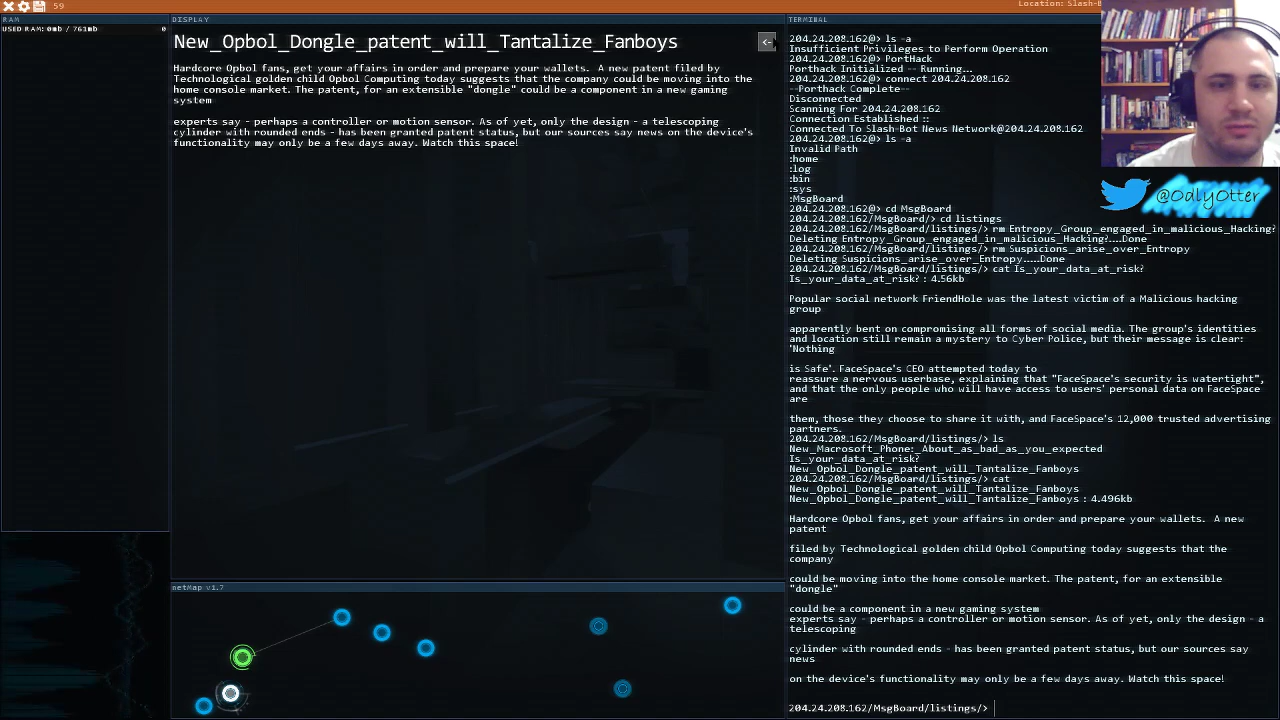 59
Location: Slash-B
RAM
USED RAM: 0mb / 761mb 0
DISPLAY
New_Opbol_Dongle_patent_will_Tantalize_Fanboys
<-
Hardcore Opbol fans, get your affairs in order and prepare your wallets.  A new patent filed by
Technological golden child Opbol Computing today suggests that the company could be moving into the
home console market. The patent, for an extensible "dongle" could be a component in a new gaming
system
experts say - perhaps a controller or motion sensor. As of yet, only the design - a telescoping
cylinder with rounded ends - has been granted patent status, but our sources say news on the device's
functionality may only be a few days away. Watch this space!
netMap v1.7
TERMINAL
204.24.208.162@> ls -a
Insufficient Privileges to Perform Operation
204.24.208.162@> PortHack
Porthack Initialized -- Running...
204.24.208.162@> connect 204.24.208.162
--Porthack Complete--
Disconnected
Scanning For 204.24.208.162
Connection Established ::
Connected To Slash-Bot News Network@204.24.208.162
204.24.208.162@> ls -a
Invalid Path
:home
:log
:bin
:sys
:MsgBoard
204.24.208.162@> cd MsgBoard
204.24.208.162/MsgBoard/> cd listings
204.24.208.162/MsgBoard/listings/> rm Entropy_Group_engaged_in_malicious_Hacking?
Deleting Entropy_Group_engaged_in_malicious_Hacking?....Done
204.24.208.162/MsgBoard/listings/> rm Suspicions_arise_over_Entropy
Deleting Suspicions_arise_over_Entropy.....Done
204.24.208.162/MsgBoard/listings/> cat Is_your_data_at_risk?
Is_your_data_at_risk? : 4.56kb
Popular social network FriendHole was the latest victim of a Malicious hacking
group
apparently bent on compromising all forms of social media. The group's identities
and location still remain a mystery to Cyber Police, but their message is clear:
'Nothing
is Safe'. FaceSpace's CEO attempted today to
reassure a nervous userbase, explaining that "FaceSpace's security is watertight",
and that the only people who will have access to users' personal data on FaceSpace
are
them, those they choose to share it with, and FaceSpace's 12,000 trusted advertising
partners.
204.24.208.162/MsgBoard/listings/> ls
New_Macrosoft_Phone:_About_as_bad_as_you_expected
Is_your_data_at_risk?
New_Opbol_Dongle_patent_will_Tantalize_Fanboys
204.24.208.162/MsgBoard/listings/> cat
New_Opbol_Dongle_patent_will_Tantalize_Fanboys
New_Opbol_Dongle_patent_will_Tantalize_Fanboys : 4.496kb
Hardcore Opbol fans, get your affairs in order and prepare your wallets.  A new
patent
filed by Technological golden child Opbol Computing today suggests that the
company
could be moving into the home console market. The patent, for an extensible
"dongle"
could be a component in a new gaming system
experts say - perhaps a controller or motion sensor. As of yet, only the design - a
telescoping
cylinder with rounded ends - has been granted patent status, but our sources say
news
on the device's functionality may only be a few days away. Watch this space!
204.24.208.162/MsgBoard/listings/>
@OdlyOtter